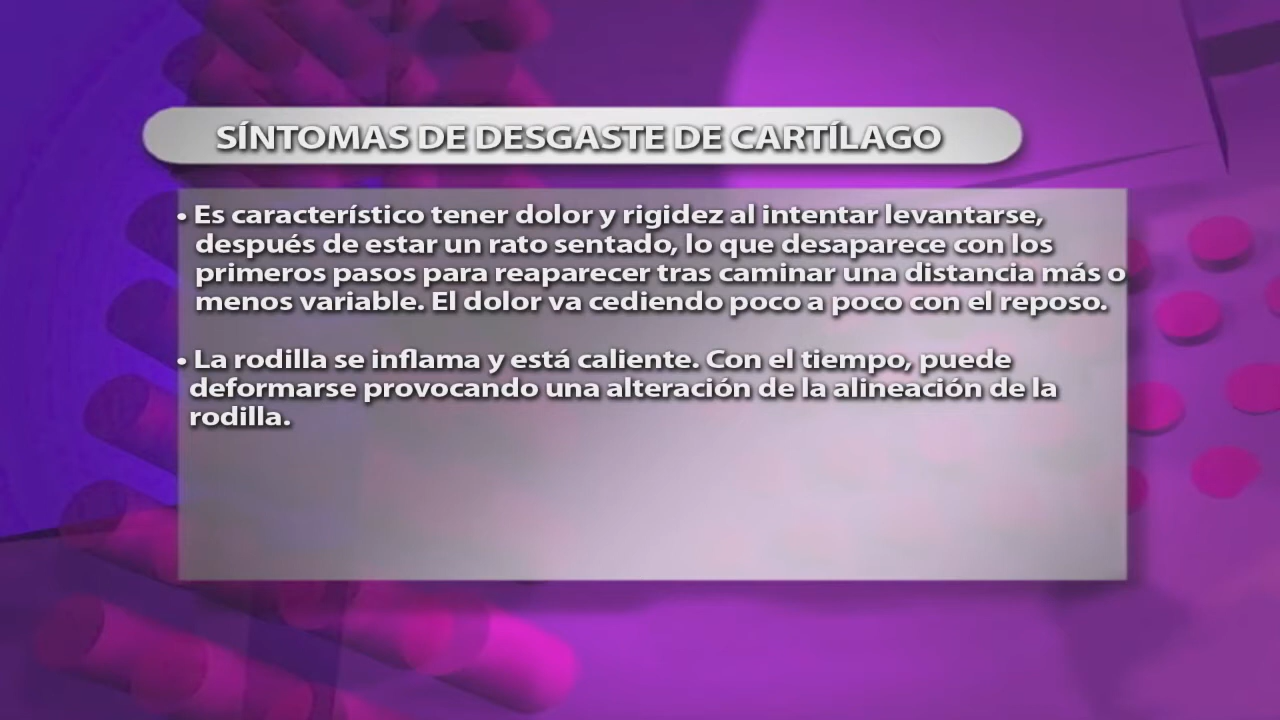 SÍNTOMAS DE DESGASTE DE CARTÍLAGO
• Es característico tener dolor y rigidez al intentar levantarse,
después de estar un rato sentado, lo que desaparece con los
primeros pasos para reaparecer tras caminar una distancia más o
menos variable. El dolor va cediendo poco a poco con el reposo.
• La rodilla se inflama y está caliente. Con el tiempo, puede
deformarse provocando una alteración de la alineación de la
rodilla.